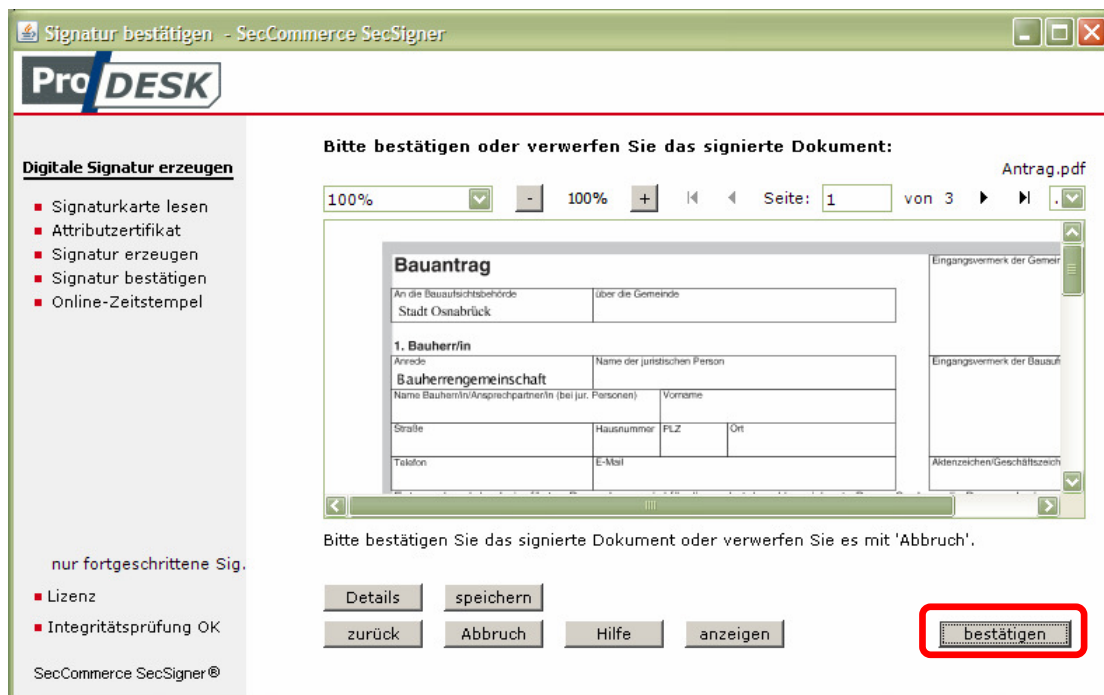 Signatur bestätigen - SecCommerce SecSigner
Pro DESK
Digitale Signatur erzeugen
Signaturkarte lesen
Attributzertifikat
Signatur erzeugen
Signatur bestätigen
Online-Zeitstempel
nur fortgeschrittene Sig.
Lizenz
Integritätsprüfung OK
SecCommerce SecSigner®
Bitte bestätigen oder verwerfen Sie das signierte Dokument:
Antrag.pdf
100% - 100% + Seite: 1 von 3 .
Bauantrag
Eingangsvermerk der Gemein
An die Bauaufsichtsbehörde über die Gemeinde
Stadt Osnabrück
1. Bauherr/in
Anrede Name der juristischen Person Eingangsvermerk der Bauauf
Bauherrengemeinschaft
Name Bauherr/in/Ansprechpartner/in (bei jur. Personen) Vorname
Straße Hausnummer PLZ Ort
Telefon E-Mail Aktenzeichen/Geschäftszeich
Bitte bestätigen Sie das signierte Dokument oder verwerfen Sie es mit 'Abbruch'.
Details speichern
zurück Abbruch Hilfe anzeigen bestätigen